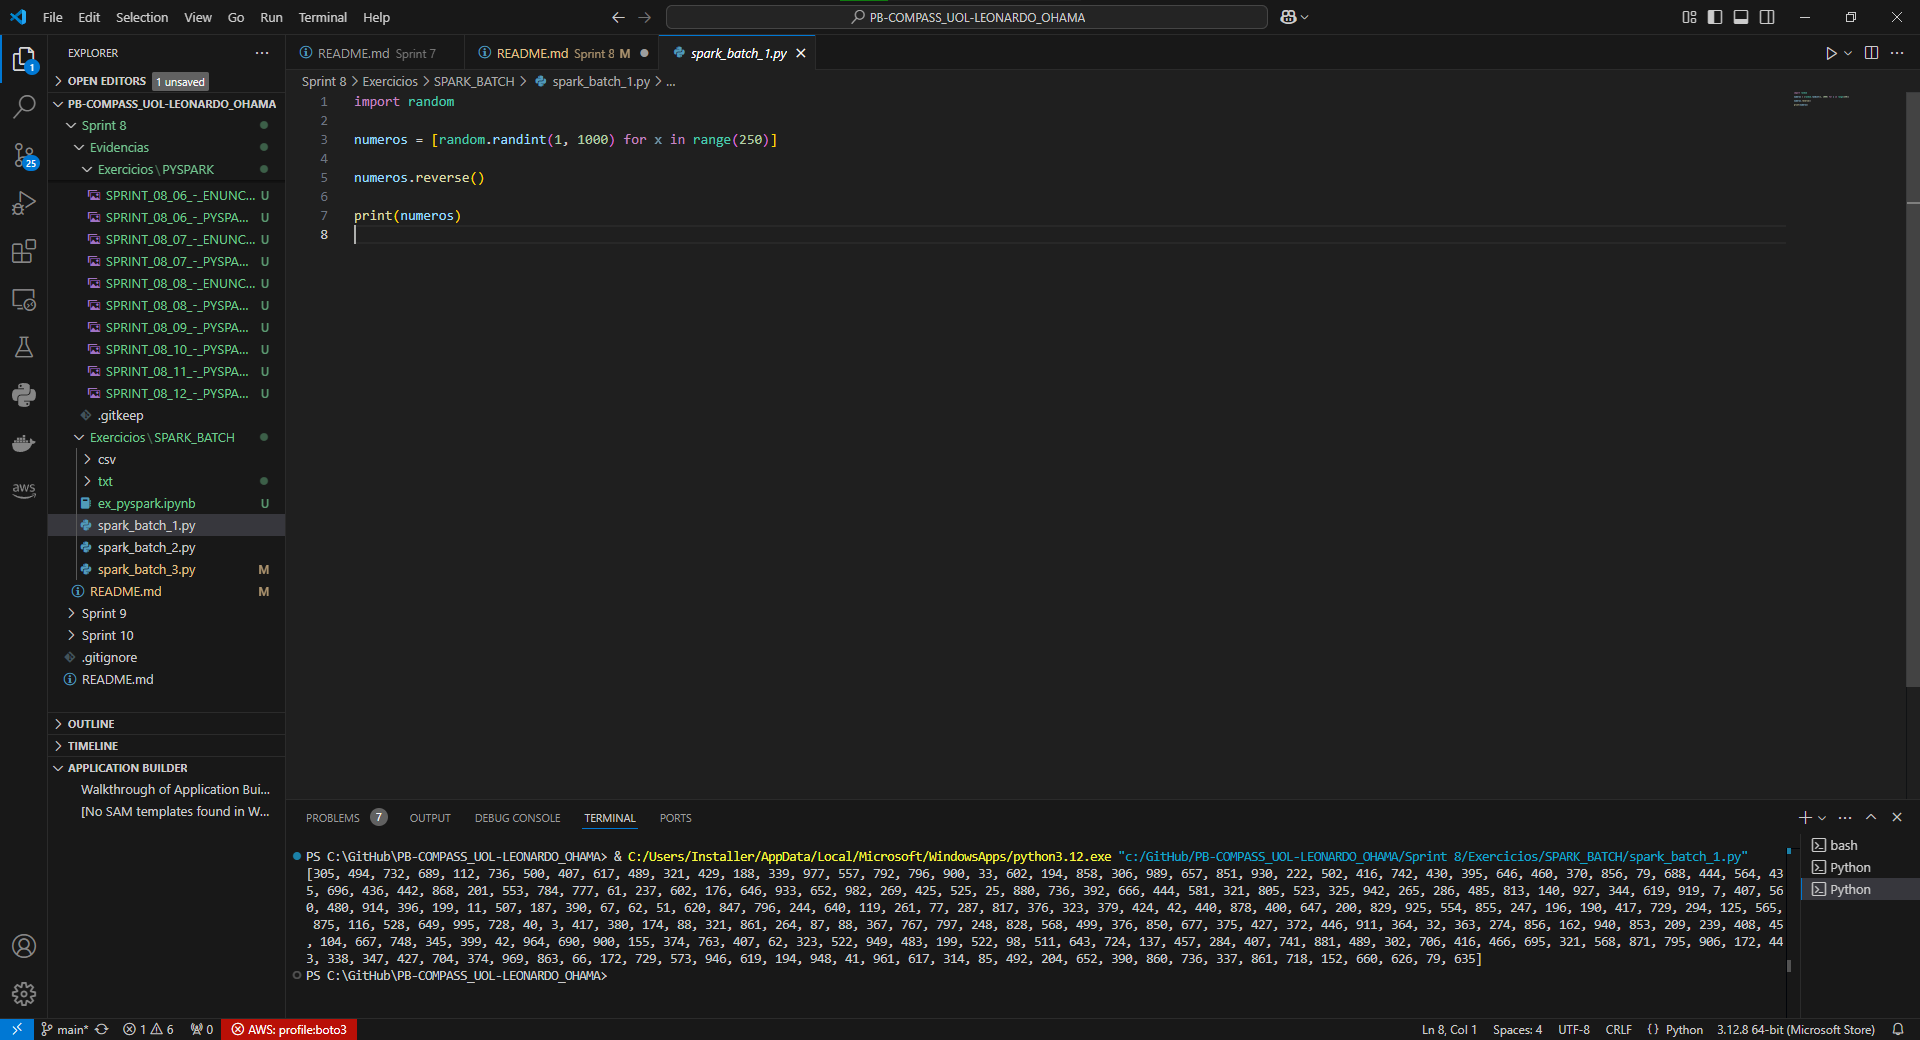 File Edit Selection View Go Run Terminal Help
PB-COMPASS_UOL-LEONARDO_OHAMA
EXPLORER
OPEN EDITORS 1 unsaved
PB-COMPASS_UOL-LEONARDO_OHAMA
Sprint 8
Evidencias
Exercicios\PYSPARK
SPRINT_08_06_-_ENUNC... U
SPRINT_08_06_-_PYSPA... U
SPRINT_08_07_-_ENUNC... U
SPRINT_08_07_-_PYSPA... U
SPRINT_08_08_-_ENUNC... U
SPRINT_08_08_-_PYSPA... U
SPRINT_08_09_-_PYSPA... U
SPRINT_08_10_-_PYSPA... U
SPRINT_08_11_-_PYSPA... U
SPRINT_08_12_-_PYSPA... U
.gitkeep
Exercicios\SPARK_BATCH
csv
txt
ex_pyspark.ipynb U
spark_batch_1.py
spark_batch_2.py
spark_batch_3.py M
README.md M
Sprint 9
Sprint 10
.gitignore
README.md
OUTLINE
TIMELINE
APPLICATION BUILDER
Walkthrough of Application Bui...
[No SAM templates found in W...
1
25
aws
README.md Sprint 7
README.md Sprint 8 M
spark_batch_1.py
Sprint 8 > Exercicios > SPARK_BATCH > spark_batch_1.py > ...
1 import random
2
3 numeros = [random.randint(1, 1000) for x in range(250)]
4
5 numeros.reverse()
6
7 print(numeros)
8
PROBLEMS 7 OUTPUT DEBUG CONSOLE TERMINAL PORTS
PS C:\GitHub\PB-COMPASS_UOL-LEONARDO_OHAMA> & C:/Users/Installer/AppData/Local/Microsoft/WindowsApps/python3.12.exe "c:/GitHub/PB-COMPASS_UOL-LEONARDO_OHAMA/Sprint 8/Exercicios/SPARK_BATCH/spark_batch_1.py"
[305, 494, 732, 689, 112, 736, 500, 407, 617, 489, 321, 429, 188, 339, 977, 557, 792, 796, 900, 33, 602, 194, 858, 306, 989, 657, 851, 930, 222, 502, 416, 742, 430, 395, 646, 460, 370, 856, 79, 688, 444, 564, 43
5, 696, 436, 442, 868, 201, 553, 784, 777, 61, 237, 602, 176, 646, 933, 652, 982, 269, 425, 525, 25, 880, 736, 392, 666, 444, 581, 321, 805, 523, 325, 942, 265, 286, 485, 813, 140, 927, 344, 619, 919, 7, 407, 56
0, 480, 914, 396, 199, 11, 507, 187, 390, 67, 62, 51, 620, 847, 796, 244, 640, 119, 261, 77, 287, 817, 376, 323, 379, 424, 42, 440, 878, 400, 647, 200, 829, 925, 554, 855, 247, 196, 190, 417, 729, 294, 125, 565,
875, 116, 528, 649, 995, 728, 40, 3, 417, 380, 174, 88, 321, 861, 264, 87, 88, 367, 767, 797, 248, 828, 568, 499, 376, 850, 677, 375, 427, 372, 446, 911, 364, 32, 363, 274, 856, 162, 940, 853, 209, 239, 408, 45
, 104, 667, 748, 345, 399, 42, 964, 690, 900, 155, 374, 763, 407, 62, 323, 522, 949, 483, 199, 522, 98, 511, 643, 724, 137, 457, 284, 407, 741, 881, 489, 302, 706, 416, 466, 695, 321, 568, 871, 795, 906, 172, 44
3, 338, 347, 427, 704, 374, 969, 863, 66, 172, 729, 573, 946, 619, 194, 948, 41, 961, 617, 314, 85, 492, 204, 652, 390, 860, 736, 337, 861, 718, 152, 660, 626, 79, 635]
PS C:\GitHub\PB-COMPASS_UOL-LEONARDO_OHAMA>
bash
Python
Python
main* 1 6 0 AWS: profile:boto3 Ln 8, Col 1 Spaces: 4 UTF-8 CRLF {} Python 3.12.8 64-bit (Microsoft Store)